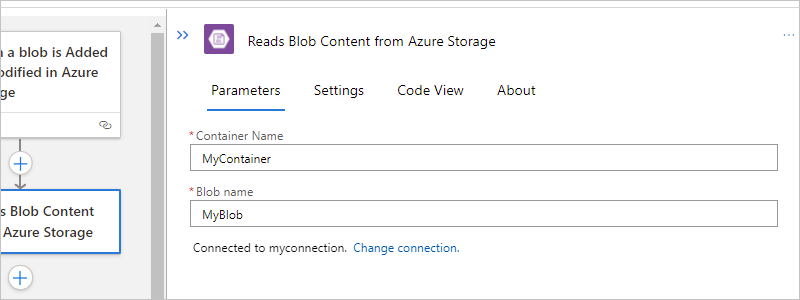 a blob is Added
odified in Azure
ge
Reads Blob Content from Azure Storage
Parameters Settings Code View About
* Container Name
MyContainer
* Blob name
MyBlob
s Blob Content
Azure Storage
Connected to myconnection. Change connection.